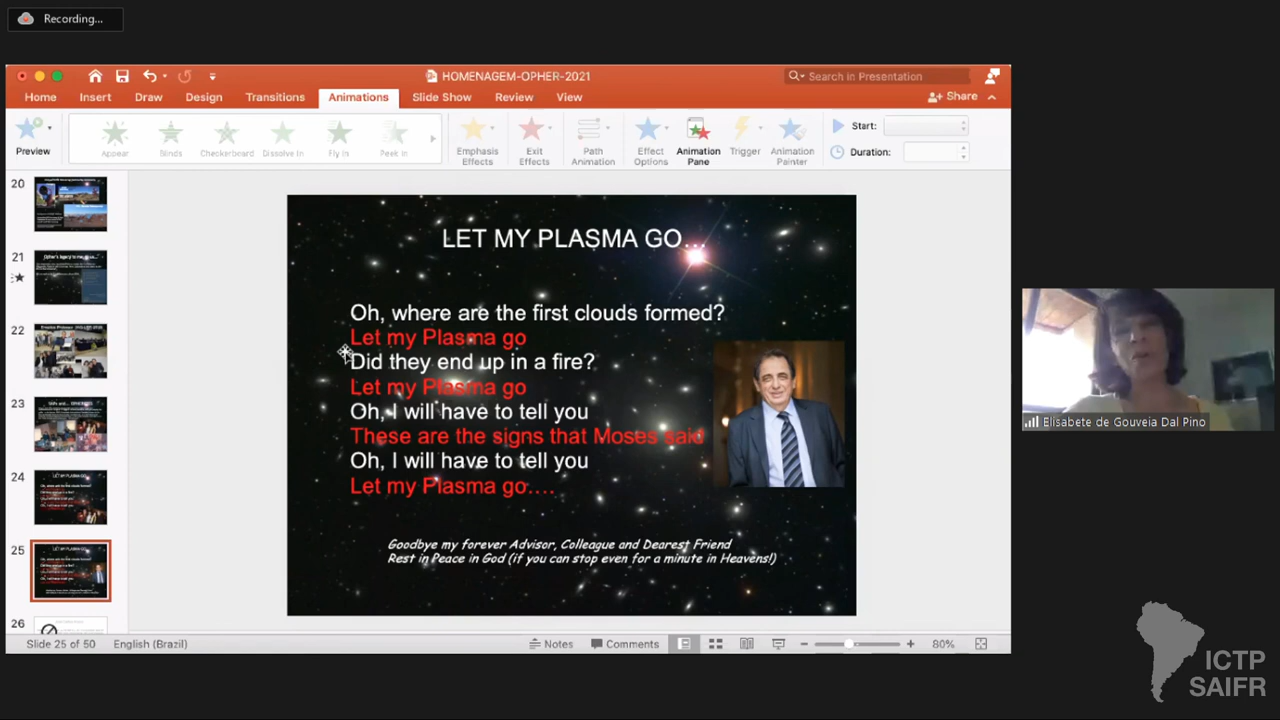 Recording...
HOMENAGEM-OPHER-2021
Search in Presentation
Home Insert Draw Design Transitions Animations Slide Show Review View
Share
Preview
Appear Blinds Checkerboard Dissolve In Fly In Peek In
Emphasis Effects
Exit Effects
Path Animation
Effect Options
Animation Pane
Trigger
Animation Painter
Start:
Duration:
20
21
22
23
24
25
26
LET MY PLASMA GO...
Oh, where are the first clouds formed?
Let my Plasma go
Did they end up in a fire?
Let my Plasma go
Oh, I will have to tell you
These are the signs that Moses said
Oh, I will have to tell you
Let my Plasma go....
Goodbye my forever Advisor, Colleague and Dearest Friend
Rest in Peace in God (if you can stop even for a minute in Heavens!)
Elisabete de Gouveia Dal Pino
Slide 25 of 50 English (Brazil) Notes Comments 80%
ICTP
SAIFR